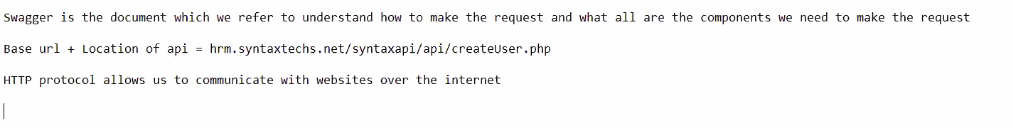 Swagger is the document which we refer to understand how to make the request and what all are the components we need to make the request
Base url + Location of api = hrm.syntaxtechs.net/syntaxapi/api/createUser.php
HTTP protocol allows us to communicate with websites over the internet